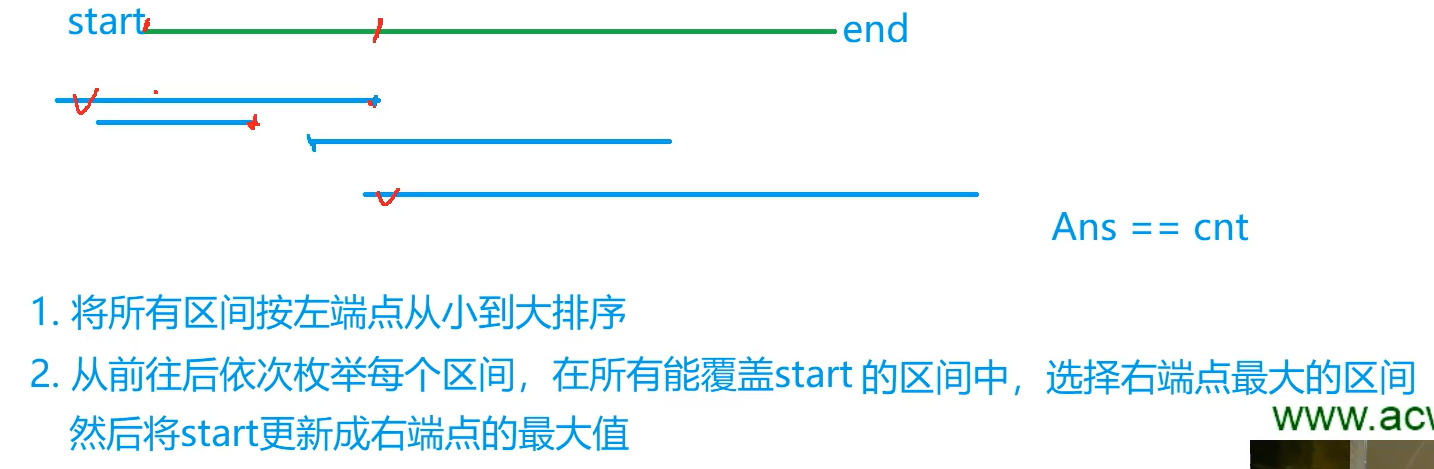 start
end
Ans == cnt
1. 将所有区间按左端点从小到大排序
2. 从前往后依次枚举每个区间，在所有能覆盖start 的区间中，选择右端点最大的区间
然后将start更新成右端点的最大值